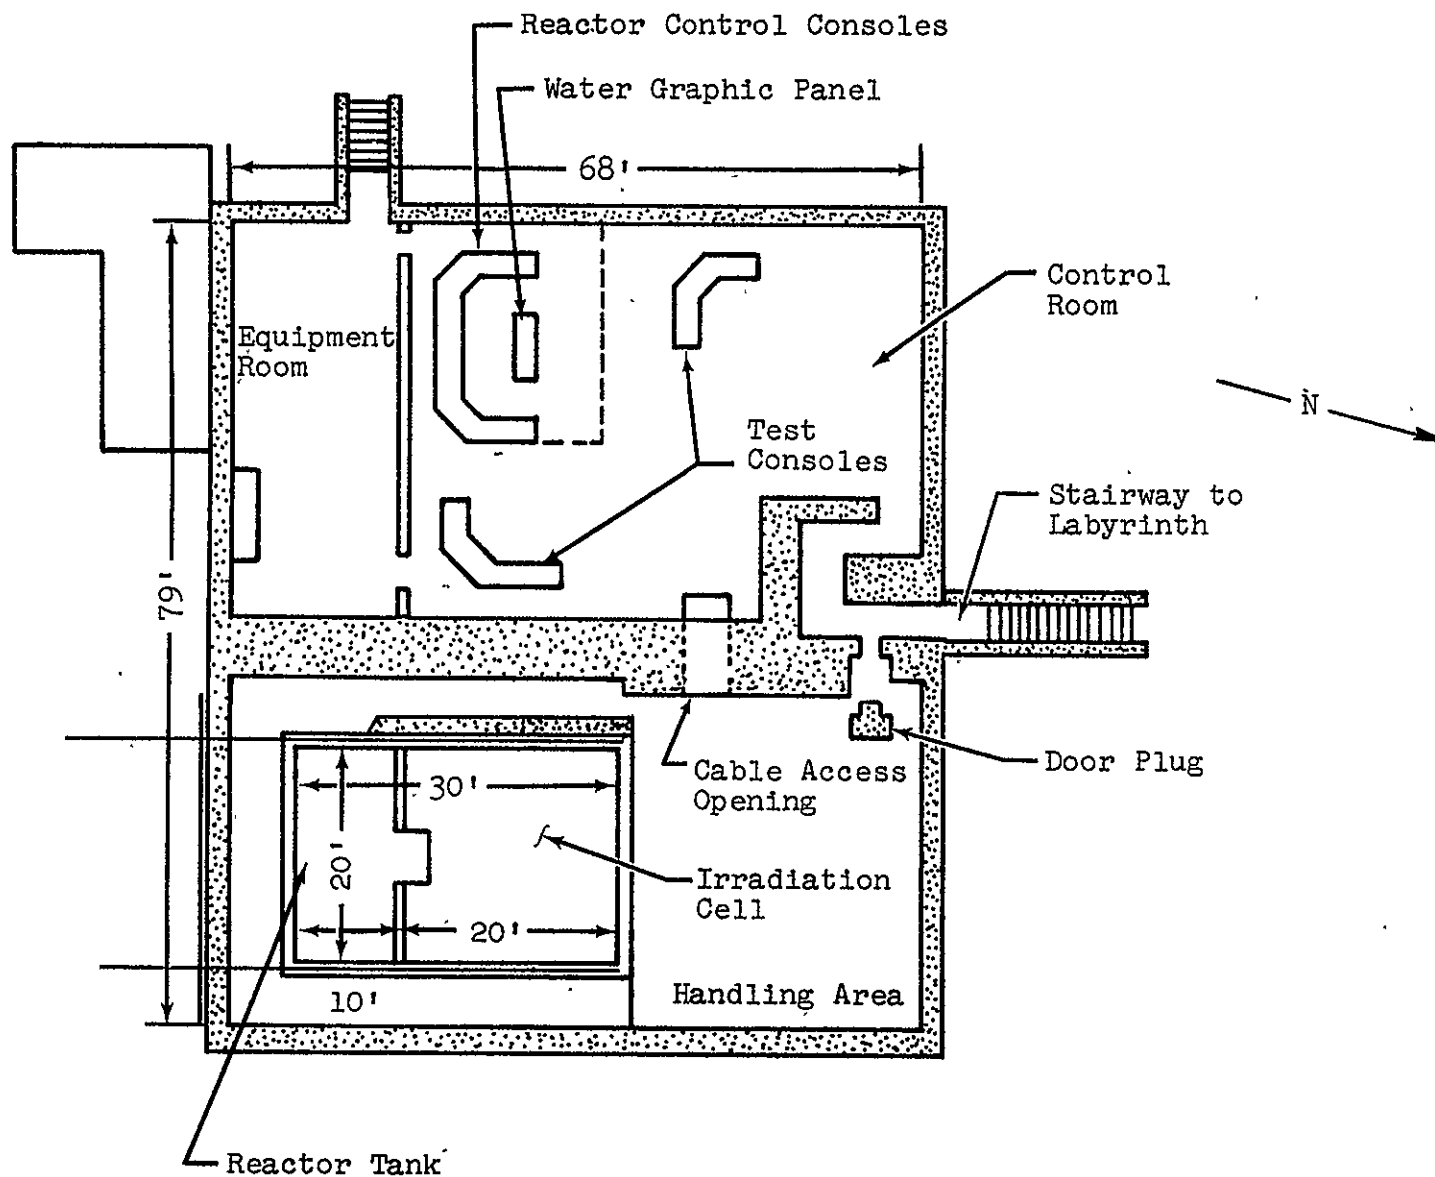 Reactor Control Consoles
Water Graphic Panel
68'
Control
Room
Equipment
Room
N
Test
Consoles
Stairway to
Labyrinth
79'
Cable Access
Opening
Door Plug
30'
20'
Irradiation
Cell
20'
10'
Handling Area
Reactor Tank